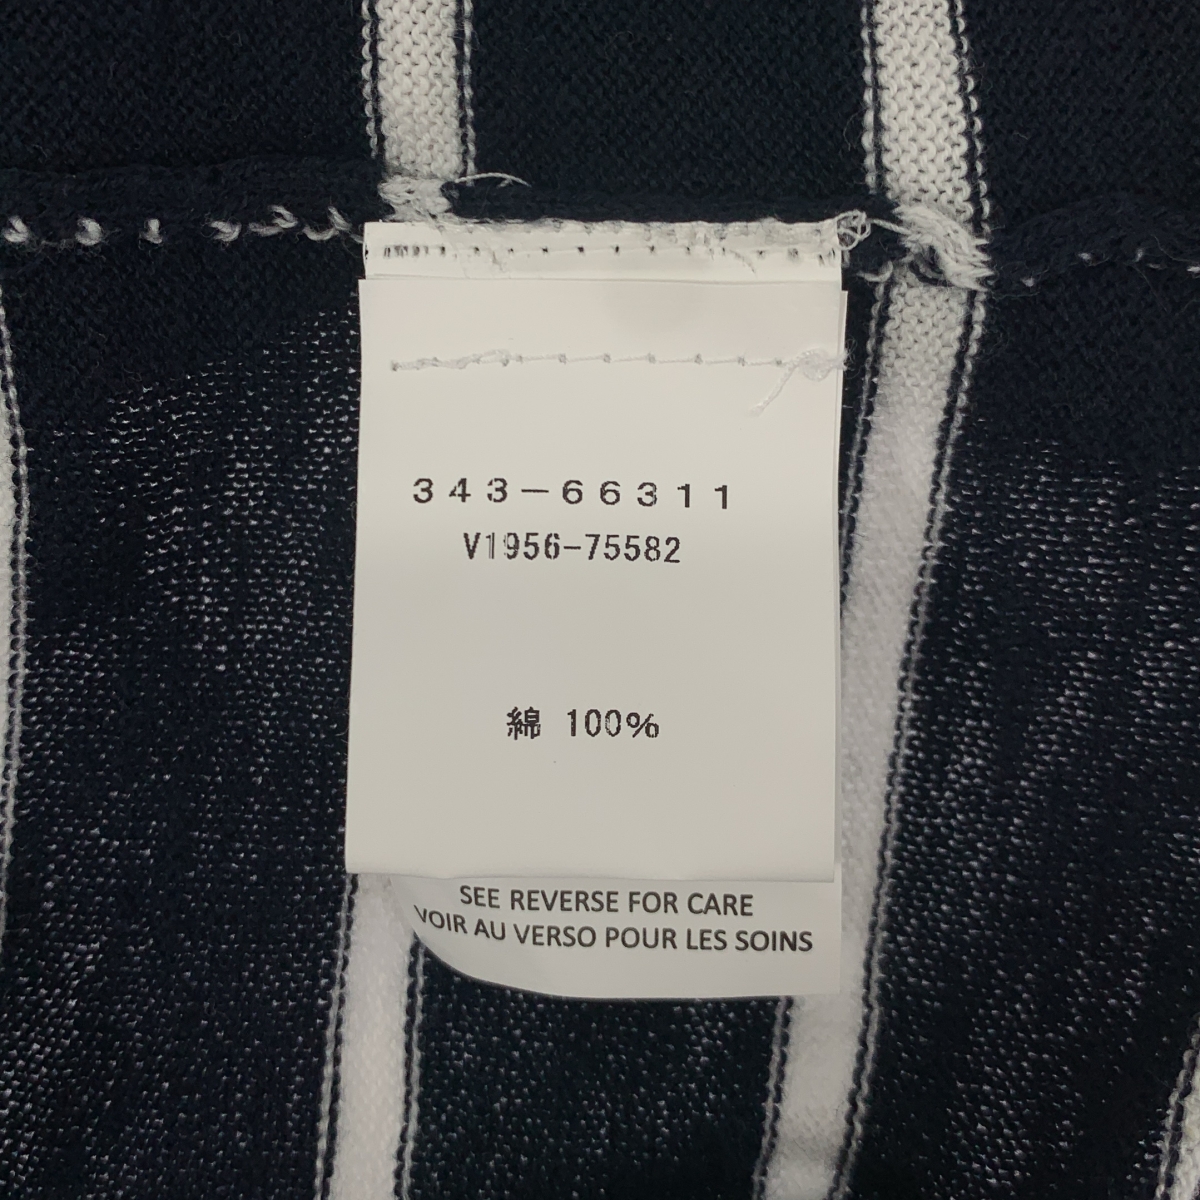 343-66311
V1956-75582
綿 100%
SEE REVERSE FOR CARE
VOIR AU VERSO POUR LES SOINS